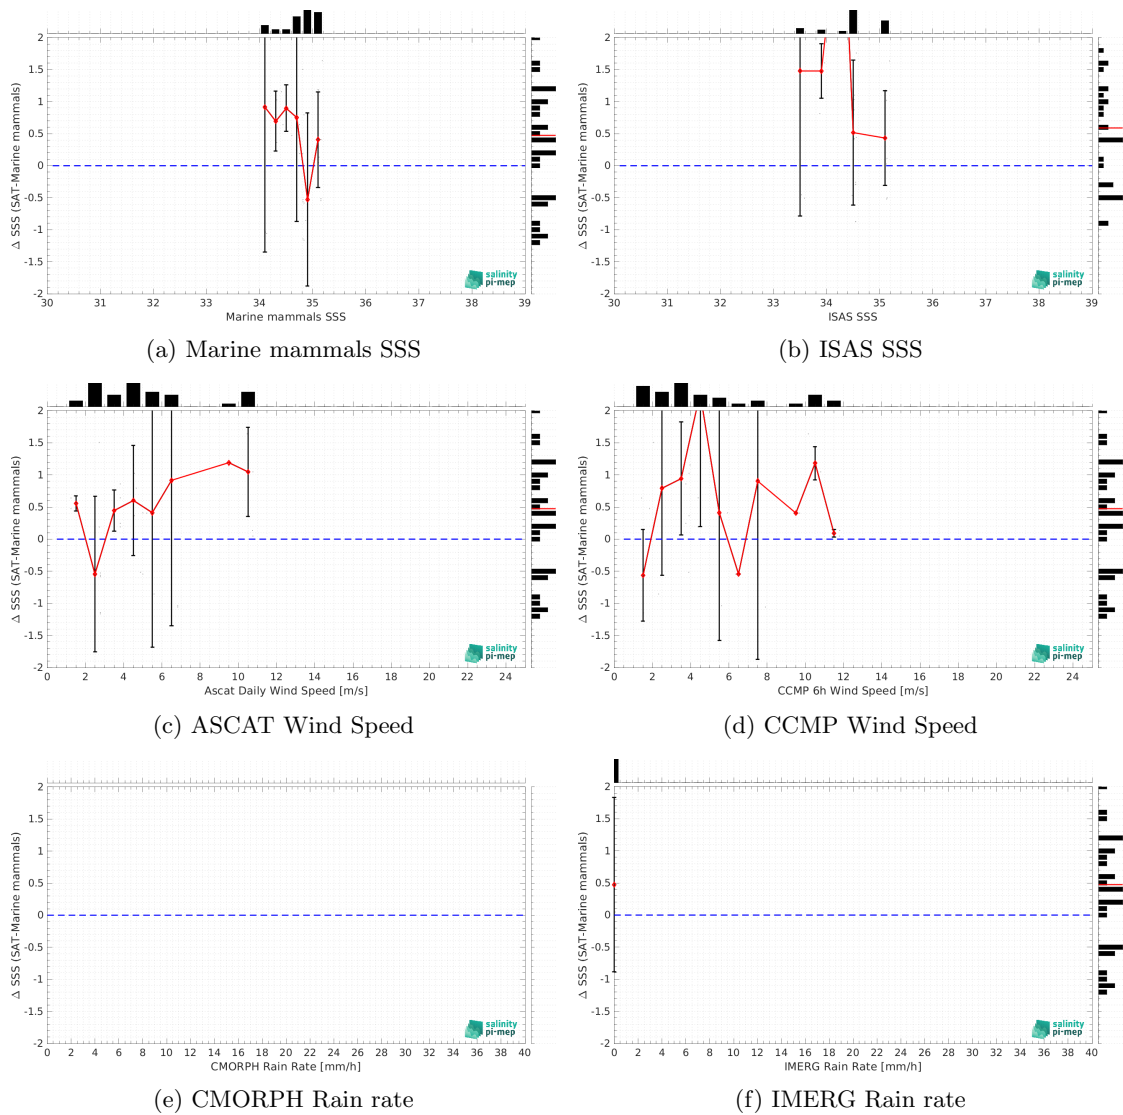 2
1.5
1
0.5
0
-0.5
-1
-1.5
-2
Δ SSS (SAT-Marine mammals)
30 31 32 33 34 35 36 37 38 39
Marine mammals SSS
salinity
pi-mep
(a) Marine mammals SSS
2
1.5
1
0.5
0
-0.5
-1
-1.5
-2
Δ SSS (SAT-Marine mammals)
30 31 32 33 34 35 36 37 38 39
ISAS SSS
salinity
pi-mep
(b) ISAS SSS
2
1.5
1
0.5
0
-0.5
-1
-1.5
-2
Δ SSS (SAT-Marine mammals)
0 2 4 6 8 10 12 14 16 18 20 22 24
Ascat Daily Wind Speed [m/s]
salinity
pi-mep
(c) ASCAT Wind Speed
2
1.5
1
0.5
0
-0.5
-1
-1.5
-2
Δ SSS (SAT-Marine mammals)
0 2 4 6 8 10 12 14 16 18 20 22 24
CCMP 6h Wind Speed [m/s]
salinity
pi-mep
(d) CCMP Wind Speed
2
1.5
1
0.5
0
-0.5
-1
-1.5
-2
Δ SSS (SAT-Marine mammals)
0 2 4 6 8 10 12 14 16 18 20 22 24 26 28 30 32 34 36 38 40
CMORPH Rain Rate [mm/h]
salinity
pi-mep
(e) CMORPH Rain rate
2
1.5
1
0.5
0
-0.5
-1
-1.5
-2
Δ SSS (SAT-Marine mammals)
0 2 4 6 8 10 12 14 16 18 20 22 24 26 28 30 32 34 36 38 40
IMERG Rain Rate [mm/h]
salinity
pi-mep
(f) IMERG Rain rate